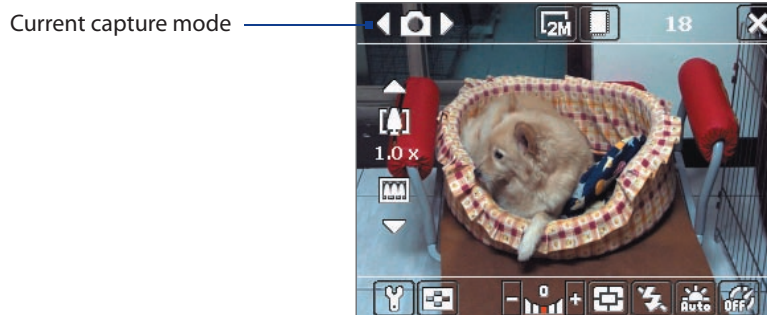 Current capture mode
2M
18
1.0 x
0
- +
Auto
OFF